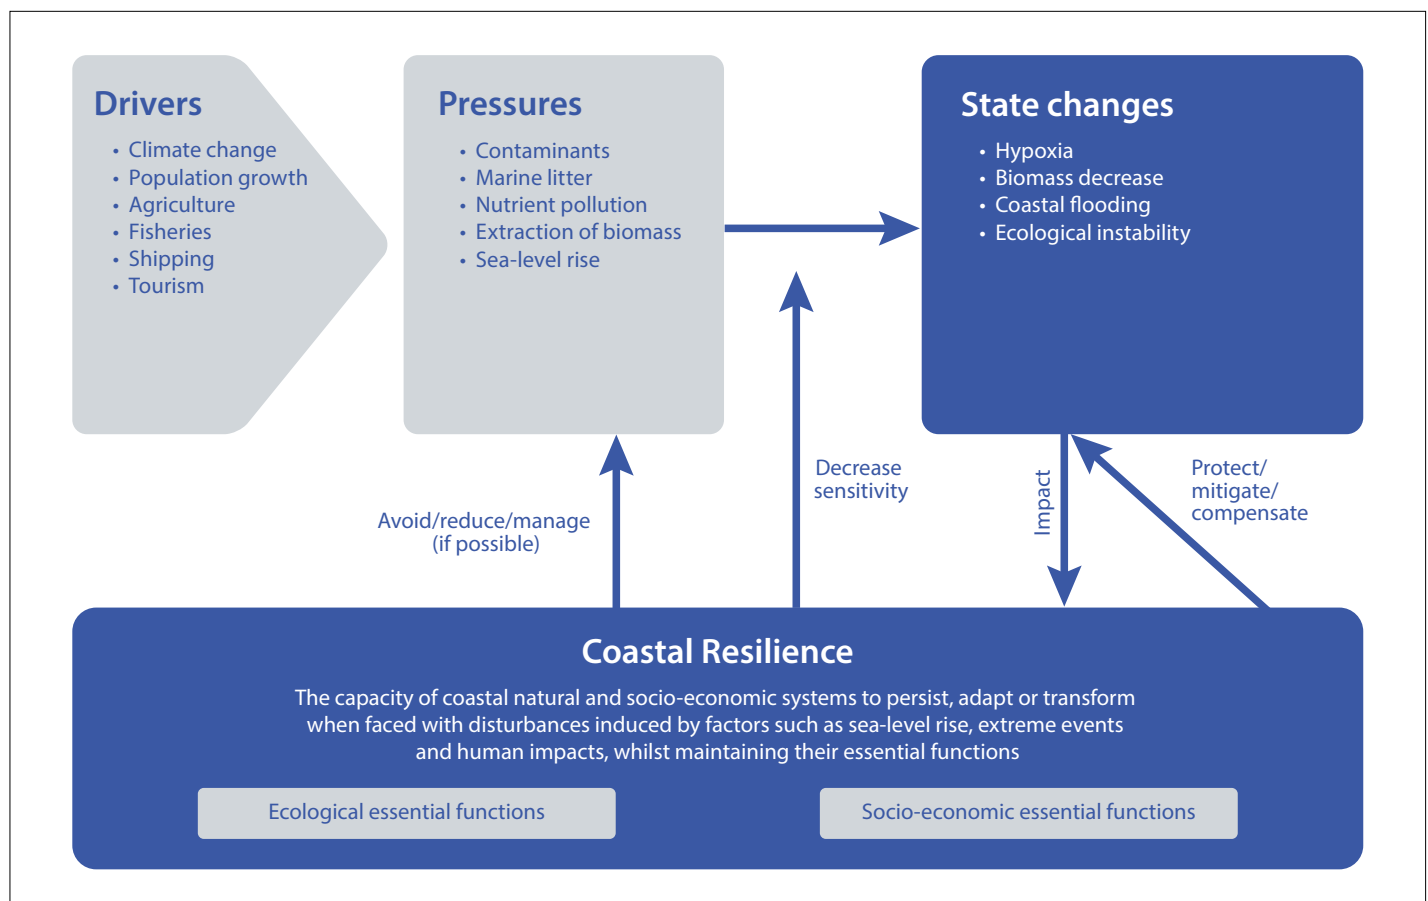 Drivers
• Climate change
• Population growth
• Agriculture
• Fisheries
• Shipping
• Tourism
Pressures
• Contaminants
• Marine litter
• Nutrient pollution
• Extraction of biomass
• Sea-level rise
State changes
• Hypoxia
• Biomass decrease
• Coastal flooding
• Ecological instability
Avoid/reduce/manage
(if possible)
Decrease
sensitivity
Impact
Protect/
mitigate/
compensate
Coastal Resilience
The capacity of coastal natural and socio-economic systems to persist, adapt or transform
when faced with disturbances induced by factors such as sea-level rise, extreme events
and human impacts, whilst maintaining their essential functions
Ecological essential functions
Socio-economic essential functions